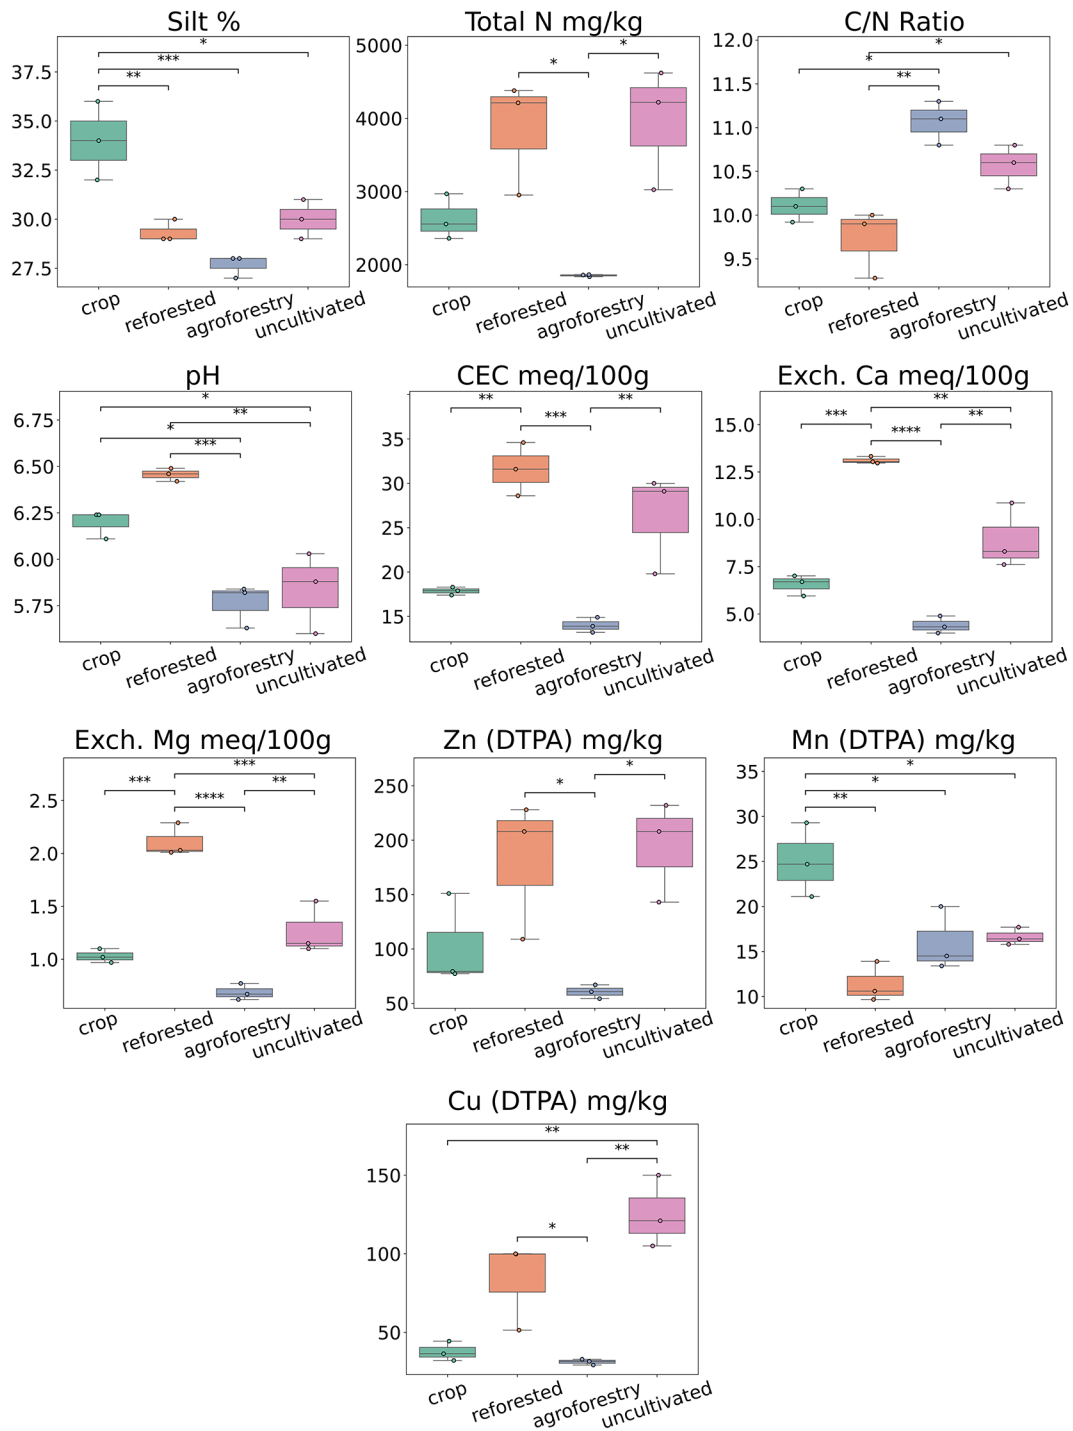 Silt %
Total N mg/kg
C/N Ratio
37.5
35.0
32.5
30.0
27.5
*
***
**
crop
reforested
agroforestry
uncultivated
5000
4000
3000
2000
*
*
crop
reforested
agroforestry
uncultivated
12.0
11.5
11.0
10.5
10.0
9.5
*
*
**
crop
reforested
agroforestry
uncultivated
pH
CEC meq/100g
Exch. Ca meq/100g
6.75
6.50
6.25
6.00
5.75
*
**
*
***
crop
reforested
agroforestry
uncultivated
35
30
25
20
15
**
***
**
crop
reforested
agroforestry
uncultivated
15.0
12.5
10.0
7.5
5.0
**
***
**
****
crop
reforested
agroforestry
uncultivated
Exch. Mg meq/100g
Zn (DTPA) mg/kg
Mn (DTPA) mg/kg
2.5
2.0
1.5
1.0
***
***
**
****
crop
reforested
agroforestry
uncultivated
250
200
150
100
50
*
*
crop
reforested
agroforestry
uncultivated
35
30
25
20
15
10
*
*
**
crop
reforested
agroforestry
uncultivated
Cu (DTPA) mg/kg
150
100
50
**
**
*
crop
reforested
agroforestry
uncultivated